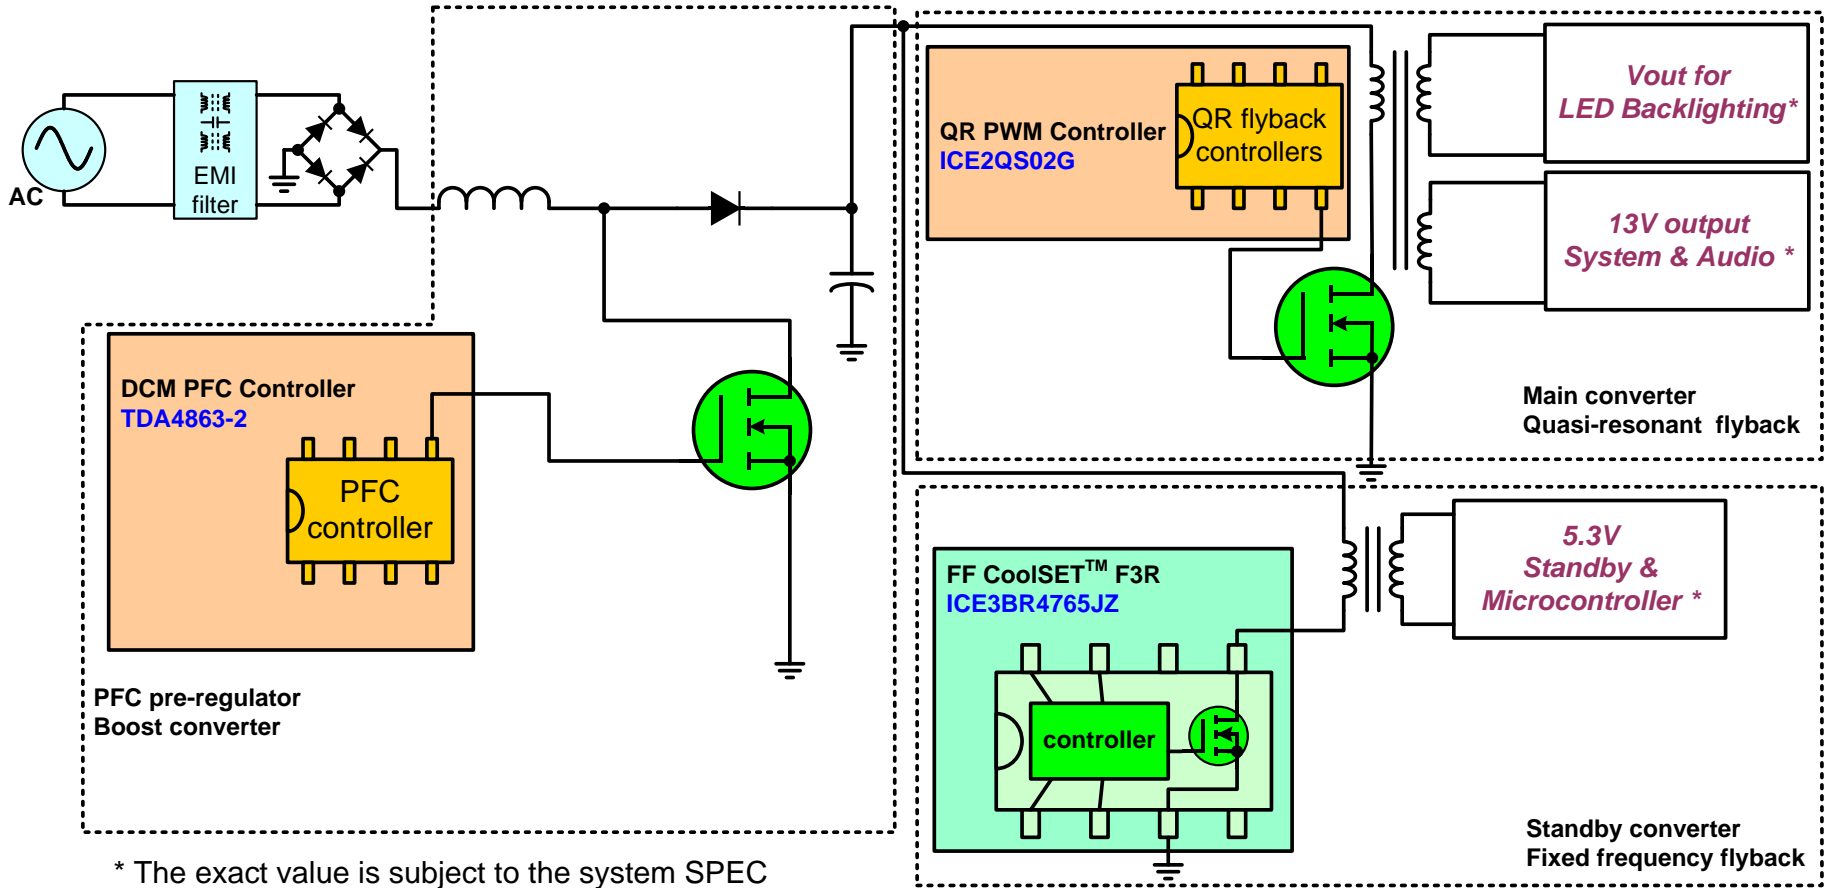 AC
EMI
filter
DCM PFC Controller
TDA4863-2
PFC
controller
PFC pre-regulator
Boost converter
* The exact value is subject to the system SPEC
QR PWM Controller
ICE2QS02G
QR flyback
controllers
Vout for
LED Backlighting*
13V output
System & Audio *
Main converter
Quasi-resonant flyback
FF CoolSET™ F3R
ICE3BR4765JZ
controller
5.3V
Standby &
Microcontroller *
Standby converter
Fixed frequency flyback